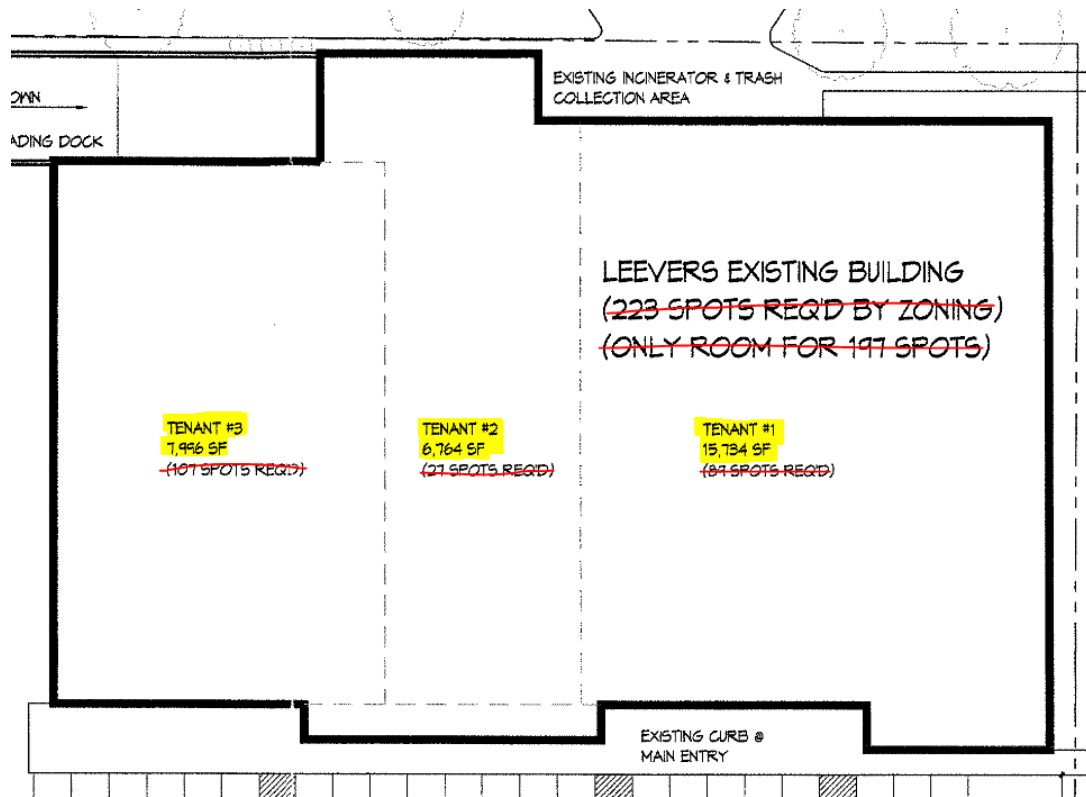 EXISTING INCINERATOR & TRASH
COLLECTION AREA
OWN
ADING DOCK
LEEVERS EXISTING BUILDING
(223 SPOTS REQ'D BY ZONING)
(ONLY ROOM FOR 197 SPOTS)
TENANT #3
7,996 SF
(107 SPOTS REQ'D)
TENANT #2
6,764 SF
(27 SPOTS REQ'D)
TENANT #1
15,734 SF
(89 SPOTS REQ'D)
EXISTING CURB @
MAIN ENTRY